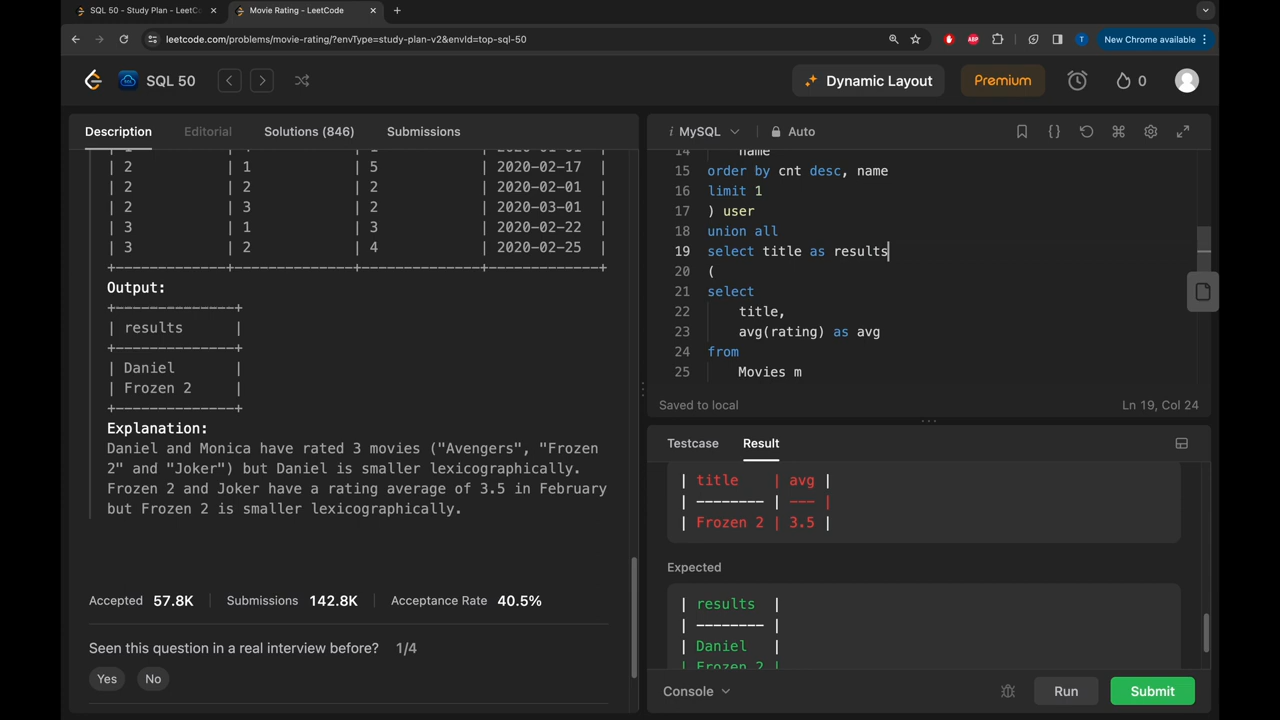 SQL 50 - Study Plan - LeetCo
Movie Rating - LeetCode
leetcode.com/problems/movie-rating/?envType=study-plan-v2&envId=top-sql-50
ABP
T
New Chrome available
SQL 50
Dynamic Layout
Premium
0
Description
Editorial
Solutions (846)
Submissions
| 2 | 1 | 5 | 2020-02-17 |
| 2 | 2 | 2 | 2020-02-01 |
| 2 | 3 | 2 | 2020-03-01 |
| 3 | 1 | 3 | 2020-02-22 |
| 3 | 2 | 4 | 2020-02-25 |
+-------------+-------------+--------------+-------------+
Output:
+--------------+
| results |
+--------------+
| Daniel |
| Frozen 2 |
+--------------+
Explanation:
Daniel and Monica have rated 3 movies ("Avengers", "Frozen
2" and "Joker") but Daniel is smaller lexicographically.
Frozen 2 and Joker have a rating average of 3.5 in February
but Frozen 2 is smaller lexicographically.
Accepted 57.8K | Submissions 142.8K | Acceptance Rate 40.5%
Seen this question in a real interview before? 1/4
Yes
No
MySQL
Auto
14 name
15 order by cnt desc, name
16 limit 1
17 ) user
18 union all
19 select title as results
20 (
21 select
22 title,
23 avg(rating) as avg
24 from
25 Movies m
Saved to local
Ln 19, Col 24
Testcase
Result
| title | avg |
| -------- | --- |
| Frozen 2 | 3.5 |
Expected
| results |
| -------- |
| Daniel |
| Frozen 2 |
Console
Run
Submit